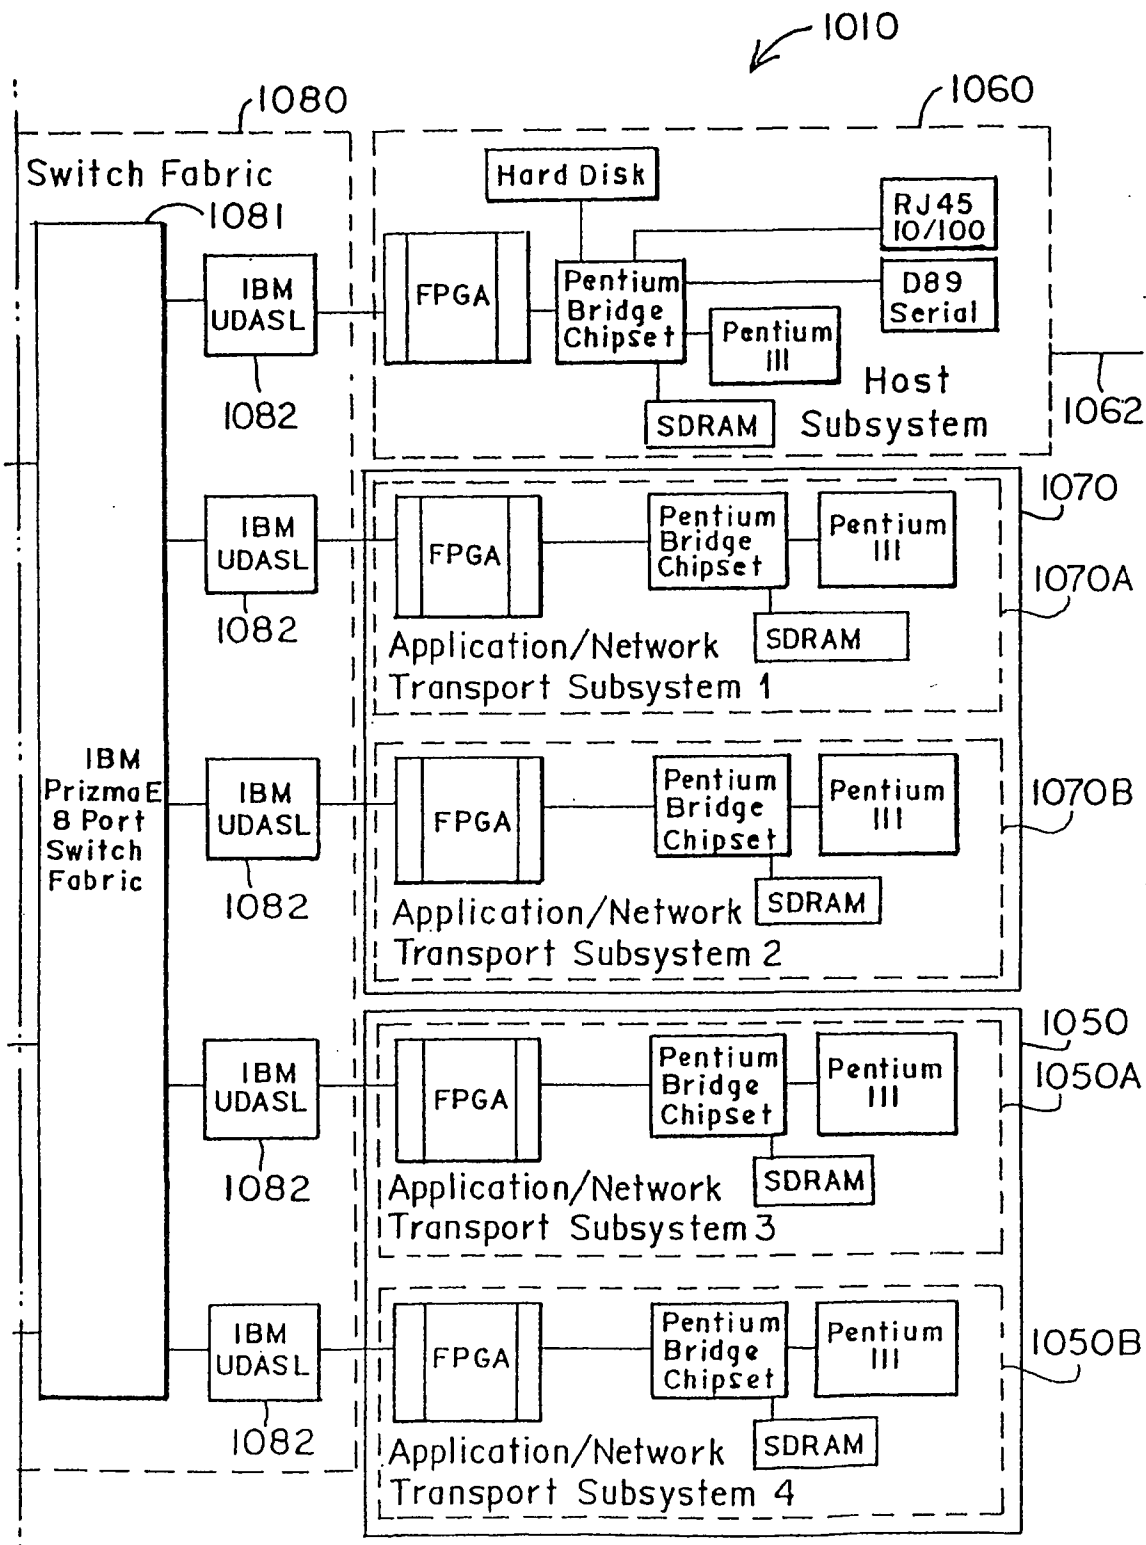 1010
1080
1060
Switch Fabric
1081
Hard Disk
RJ45
10/100
IBM
UDASL
FPGA
Pentium
Bridge
Chipset
D89
Serial
Pentium
III
1082
SDRAM
Host
Subsystem
1062
IBM
UDASL
FPGA
Pentium
Bridge
Chipset
Pentium
III
1070
1070A
1082
SDRAM
Application/Network
Transport Subsystem 1
IBM
PrizmaE
8 Port
Switch
Fabric
IBM
UDASL
FPGA
Pentium
Bridge
Chipset
Pentium
III
1070B
1082
SDRAM
Application/Network
Transport Subsystem 2
1050
1050A
IBM
UDASL
FPGA
Pentium
Bridge
Chipset
Pentium
III
1082
SDRAM
Application/Network
Transport Subsystem 3
IBM
UDASL
FPGA
Pentium
Bridge
Chipset
Pentium
III
1050B
1082
SDRAM
Application/Network
Transport Subsystem 4